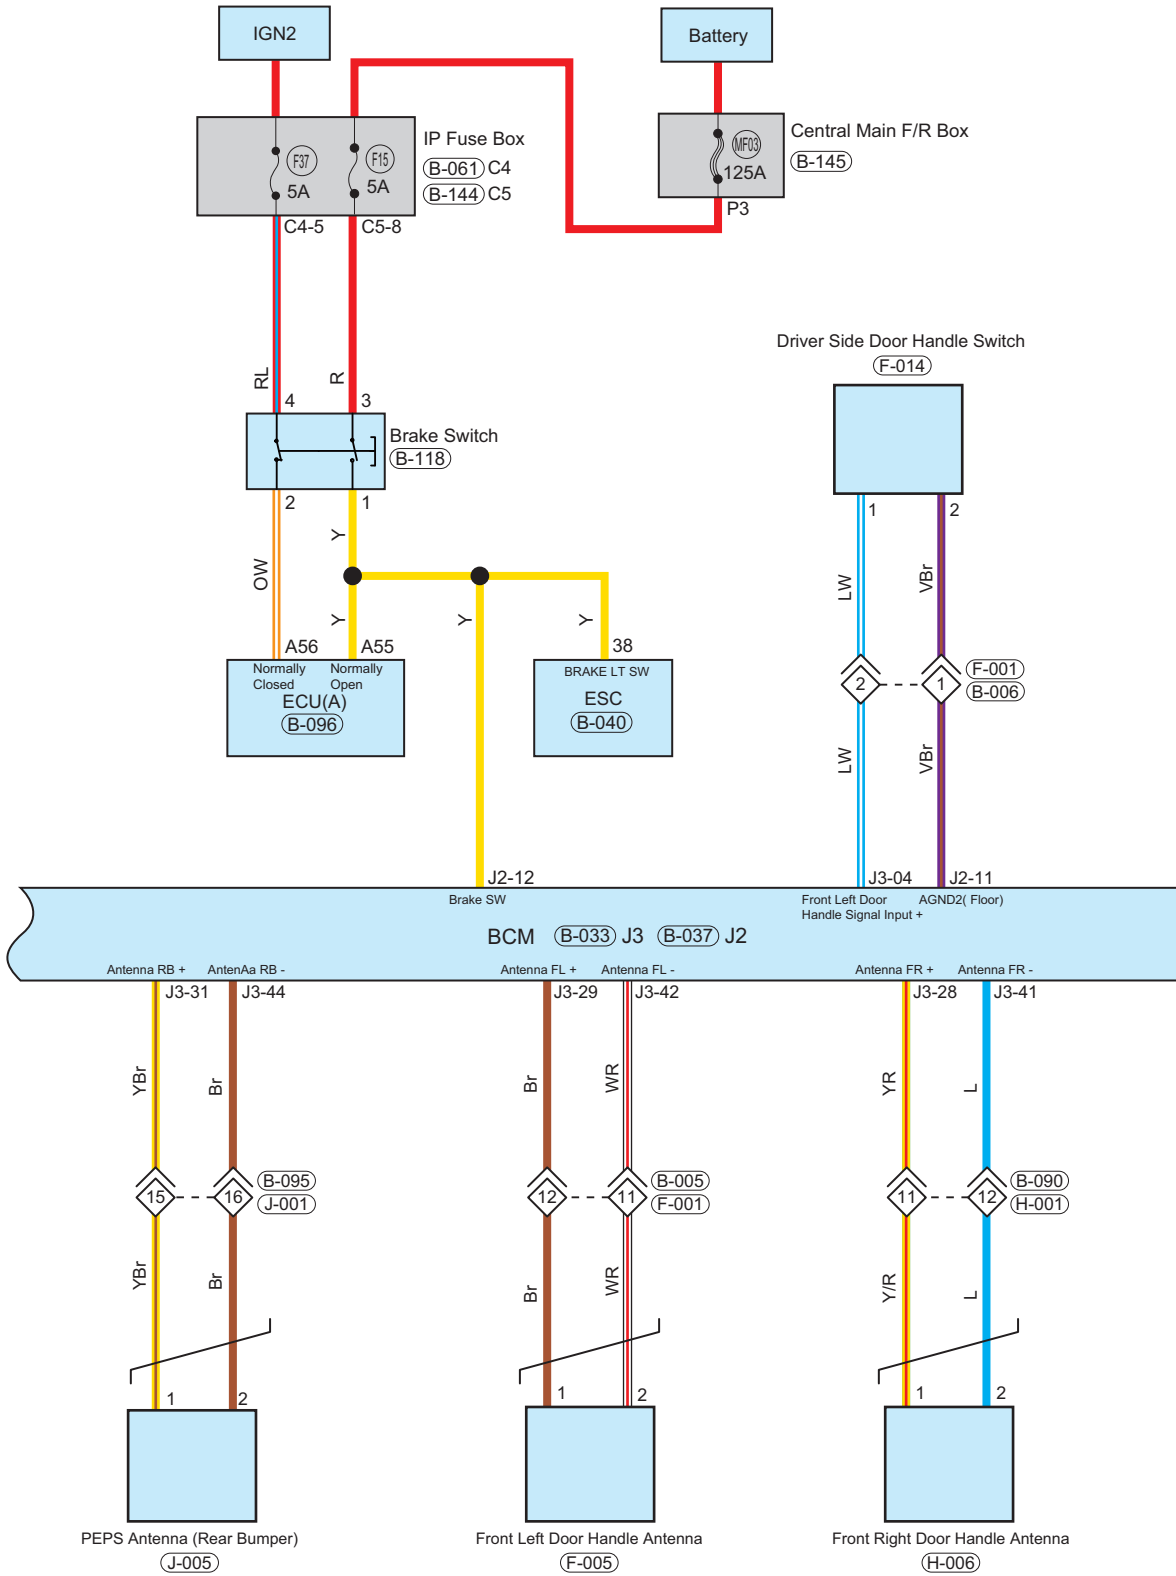 IGN2
Battery
IP Fuse Box
B-061 C4
B-144 C5
F37
5A
F15
5A
C4-5
C5-8
Central Main F/R Box
B-145
MF03
125A
P3
RL
R
4
3
Brake Switch
B-118
2
1
OW
Y
Y
Y
Y
A56
A55
38
Normally
Closed
Normally
Open
ECU(A)
B-096
BRAKE LT SW
ESC
B-040
Driver Side Door Handle Switch
F-014
1
2
LW
VBr
2
1
F-001
B-006
LW
VBr
J2-12
J3-04
J2-11
Brake SW
Front Left Door
Handle Signal Input +
AGND2( Floor)
BCM B-033 J3 B-037 J2
Antenna RB +
AntenAa RB -
Antenna FL +
Antenna FL -
Antenna FR +
Antenna FR -
J3-31
J3-44
J3-29
J3-42
J3-28
J3-41
YBr
Br
Br
WR
YR
L
15
16
B-095
J-001
12
11
B-005
F-001
11
12
B-090
H-001
YBr
Br
Br
WR
Y/R
L
1
2
1
2
1
2
PEPS Antenna (Rear Bumper)
J-005
Front Left Door Handle Antenna
F-005
Front Right Door Handle Antenna
H-006